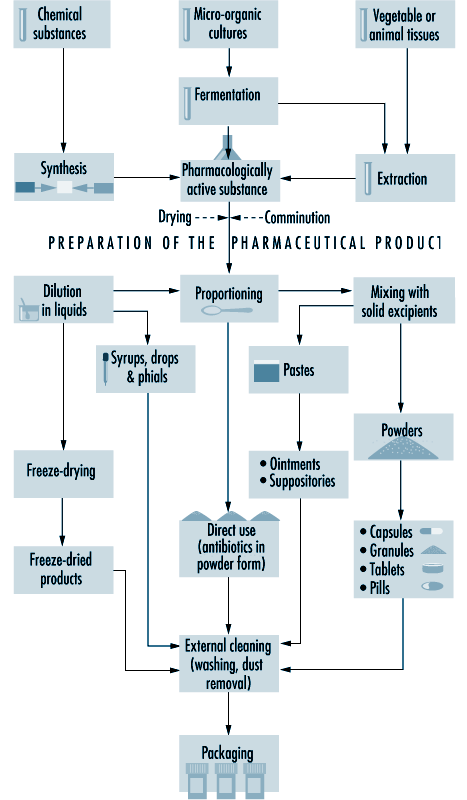 Chemical
substances
Micro-organic
cultures
Vegetable or
animal tissues
Fermentation
Synthesis
Pharmacologically
active substance
Extraction
Drying
Comminution
PREPARATION OF THE PHARMACEUTICAL PRODUCT
Dilution
in liquids
Proportioning
Mixing with
solid excipients
Syrups, drops
& phials
Pastes
Powders
Freeze-drying
• Ointments
• Suppositories
Direct use
(antibiotics in
powder form)
• Capsules
• Granules
• Tablets
• Pills
Freeze-dried
products
External cleaning
(washing, dust
removal)
Packaging